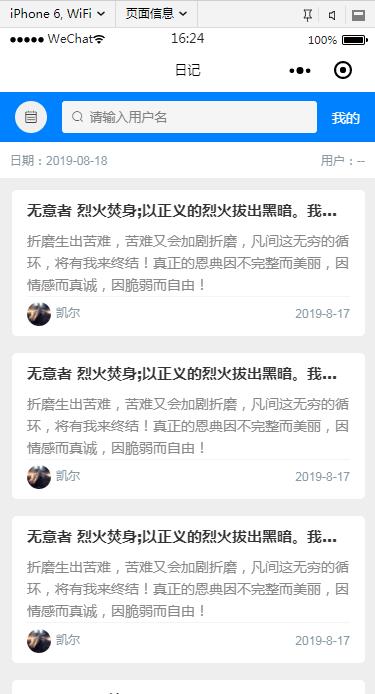 iPhone 6, WiFi 页面信息
WeChat 16:24 100%
日记
请输入用户名 我的
日期：2019-08-18 用户：--
无意者 烈火焚身;以正义的烈火拔出黑暗。我...
折磨生出苦难，苦难又会加剧折磨，凡间这无穷的循
环，将有我来终结！真正的恩典因不完整而美丽，因
情感而真诚，因脆弱而自由！
凯尔 2019-8-17
无意者 烈火焚身;以正义的烈火拔出黑暗。我...
折磨生出苦难，苦难又会加剧折磨，凡间这无穷的循
环，将有我来终结！真正的恩典因不完整而美丽，因
情感而真诚，因脆弱而自由！
凯尔 2019-8-17
无意者 烈火焚身;以正义的烈火拔出黑暗。我...
折磨生出苦难，苦难又会加剧折磨，凡间这无穷的循
环，将有我来终结！真正的恩典因不完整而美丽，因
情感而真诚，因脆弱而自由！
凯尔 2019-8-17